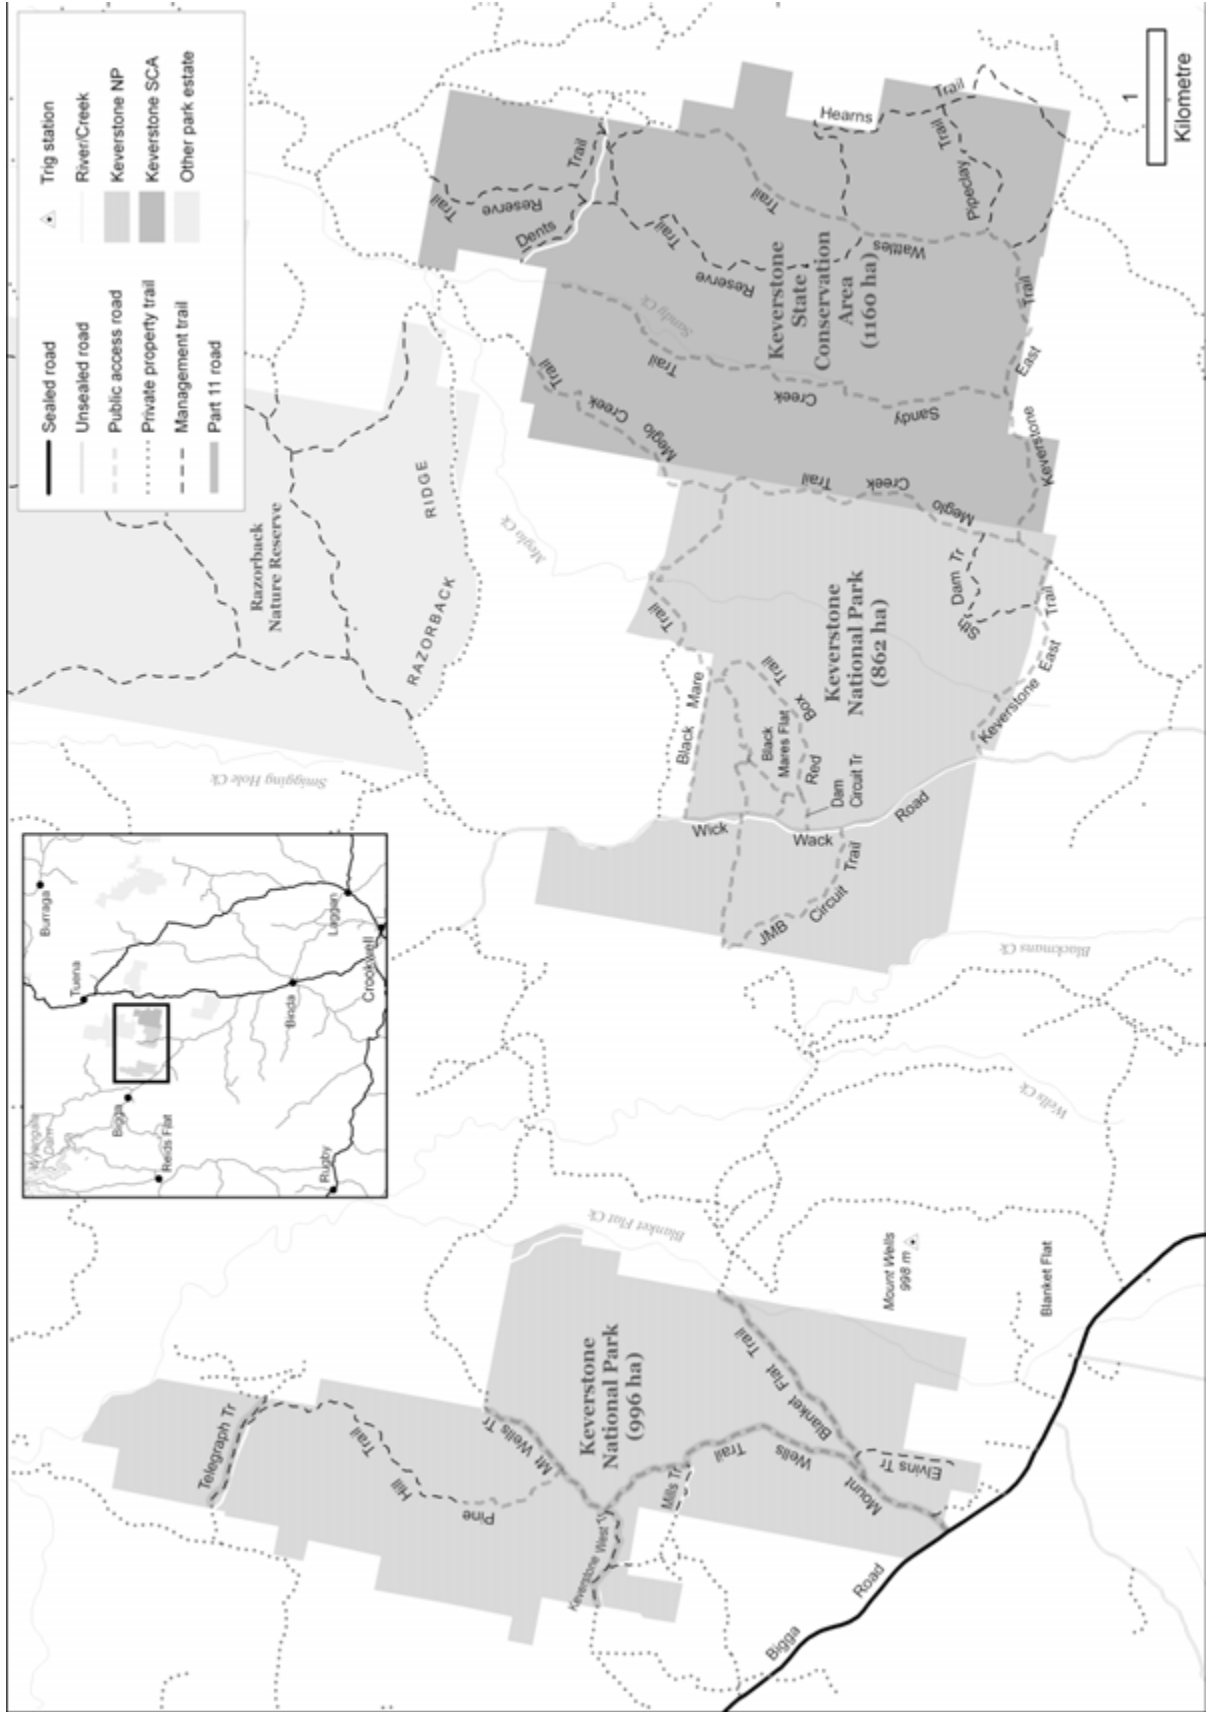 Sealed road
Unsealed road
Public access road
Private property trail
Management trail
Part 11 road
Trig station
River/Creek
Keverstone NP
Keverstone SCA
Other park estate
Burraga
Tuena
Bigga
Reids Flat
Laggan
Binda
Crookwell
Rugby
Smigging Hole Ck
Razorback
Nature Reserve
RAZORBACK RIDGE
Meglo Ck
Telegraph Tr
Pine Hill Trail
Mt Wells Tr
Keverstone
National Park
(996 ha)
Keverstone West Tr
Mills Tr
Mount Wells Trail
Blanket Flat Trail
Elvins Tr
Blanket Flat Ck
Mount Wells
998 m
Blanket Flat
Bigga Road
Wells Ck
Blackmans Ck
JMB Circuit Trail
Wick Wack Road
Black Mare Trail
Black
Mares Flat
Red Box Trail
Dam
Circuit Tr
Keverstone
National Park
(862 ha)
Sth Dam Tr
Keverstone East Trail
Meglo Creek Trail
Meglo Creek Trail
Sandy Creek Trail
Sandy Ck
Keverstone
State
Conservation
Area
(1160 ha)
Keverstone East Trail
Dents Reserve Trail
Trail
Reserve Trail
Wattles Trail
Hearns Trail
Pipeclay Trail
1
Kilometre